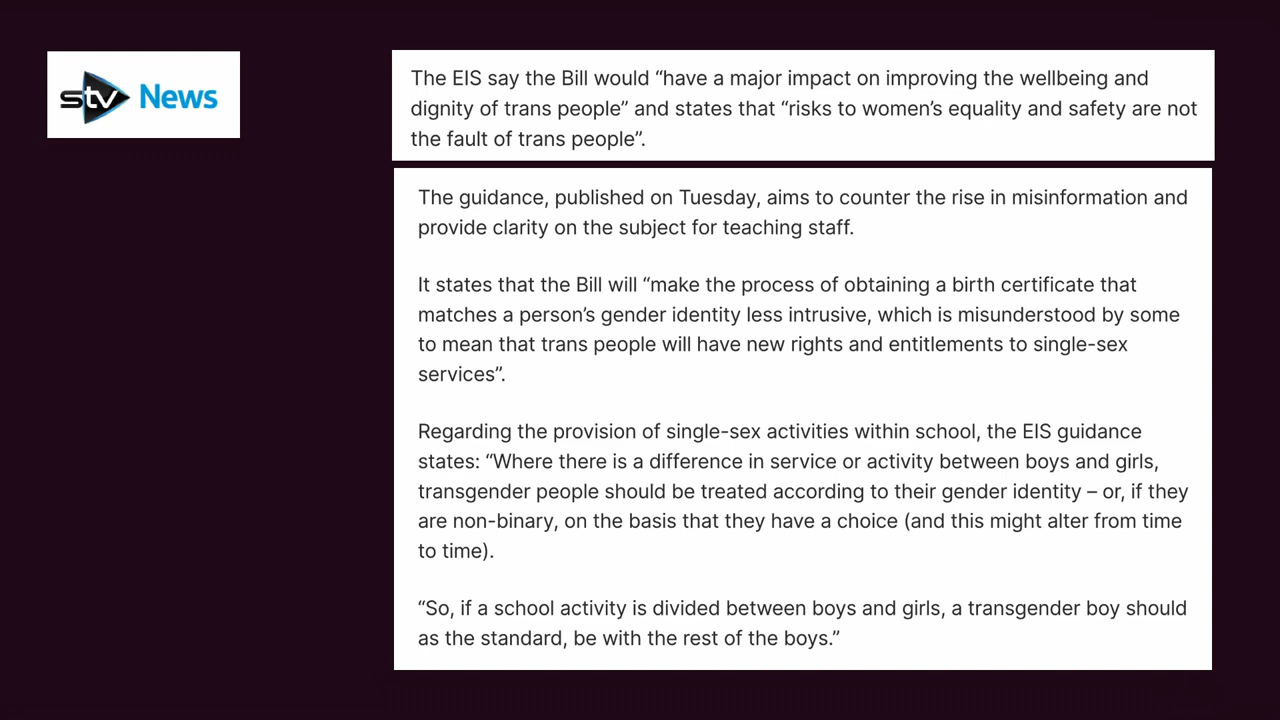 stv News
The EIS say the Bill would “have a major impact on improving the wellbeing and
dignity of trans people” and states that “risks to women’s equality and safety are not
the fault of trans people”.
The guidance, published on Tuesday, aims to counter the rise in misinformation and
provide clarity on the subject for teaching staff.
It states that the Bill will “make the process of obtaining a birth certificate that
matches a person’s gender identity less intrusive, which is misunderstood by some
to mean that trans people will have new rights and entitlements to single-sex
services”.
Regarding the provision of single-sex activities within school, the EIS guidance
states: “Where there is a difference in service or activity between boys and girls,
transgender people should be treated according to their gender identity – or, if they
are non-binary, on the basis that they have a choice (and this might alter from time
to time).
“So, if a school activity is divided between boys and girls, a transgender boy should
as the standard, be with the rest of the boys.”